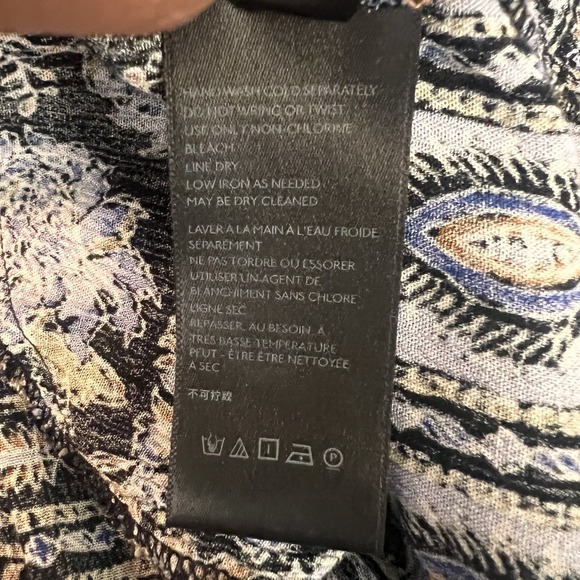 HAND WASH COLD SEPARATELY
DO NOT WRING OR TWIST
USE ONLY NON-CHLORINE
BLEACH
LINE DRY
LOW IRON AS NEEDED
MAY BE DRY CLEANED
LAVER A LA MAIN À L'EAU FROIDE
SÉPARÉMENT
NE PAS TORDRE OU ESSORER
UTILISER UN AGENT DE
BLANCHIMENT SANS CHLORE
LIGNE SEC
REPASSER, AU BESOIN, À
TRÈS BASSE TEMPÉRATURE
PEUT - ÊTRE ÊTRE NETTOYÉE
A SEC
不可拧绞
P